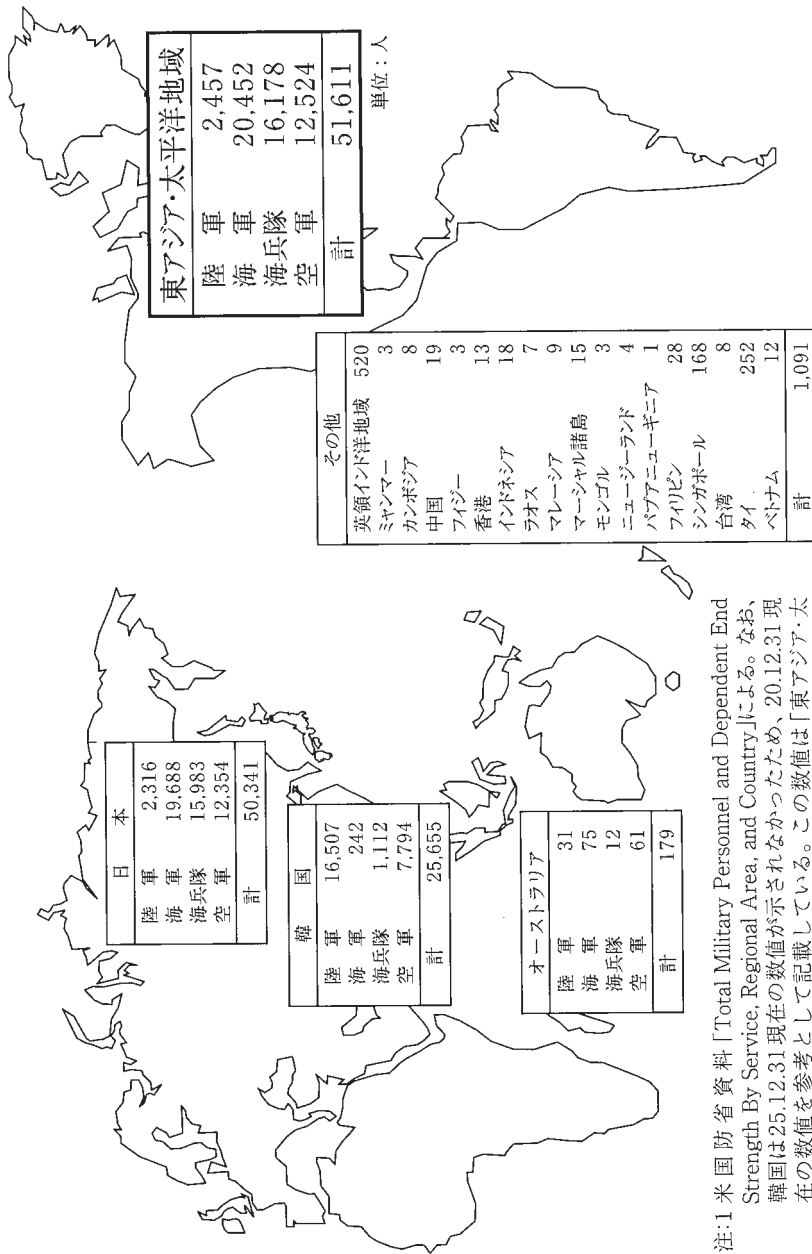 東アジア・太平洋地域
陸　軍 2,457
海　軍 20,452
海兵隊 16,178
空　軍 12,524
計 51,611
単位：人
日　本
陸　軍 2,316
海　軍 19,688
海兵隊 15,983
空　軍 12,354
計 50,341
韓　国
陸　軍 16,507
海　軍 242
海兵隊 1,112
空　軍 7,794
計 25,655
オーストラリア
陸　軍 31
海　軍 75
海兵隊 12
空　軍 61
計 179
その他
英領インド洋地域 520
ミャンマー 3
カンボジア 8
中国 19
フィジー 3
香港 13
インドネシア 18
ラオス 7
マレーシア 9
マーシャル諸島 15
モンゴル 3
ニュージーランド 4
パプアニューギニア 1
フィリピン 28
シンガポール 168
台湾 8
タイ 252
ベトナム 12
計 1,091
注:1 米国防省資料「Total Military Personnel and Dependent End
Strength By Service, Regional Area, and Country」による。なお、
韓国は25.12.31現在の数値が示されなかったため、20.12.31現
在の数値を参考として記載している。この数値は「東アジア・太